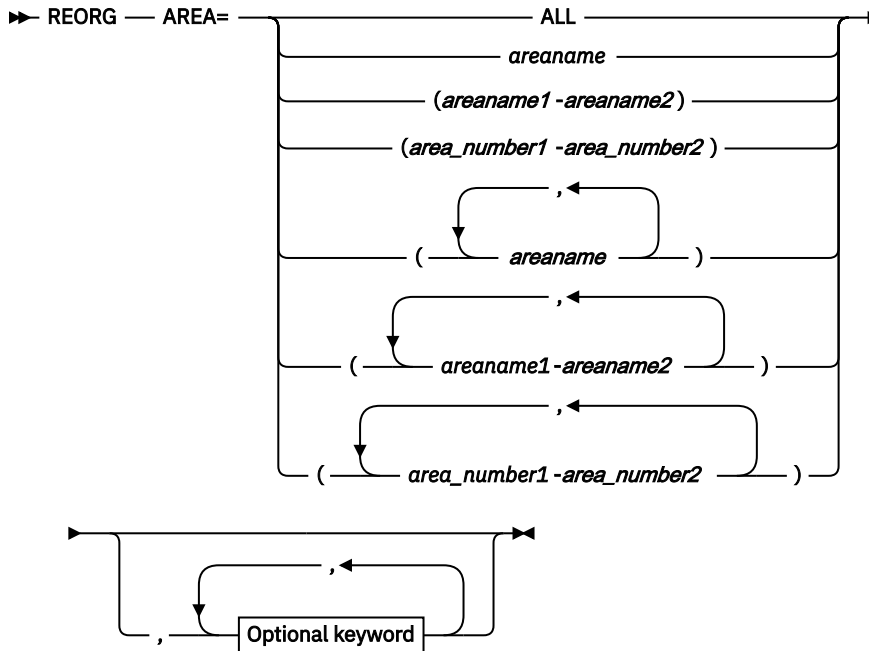 REORG AREA= ALL
areaname
(areaname1-areaname2)
(area_number1-area_number2)
,
( areaname )
,
( areaname1-areaname2 )
,
( area_number1-area_number2 )
,
, Optional keyword